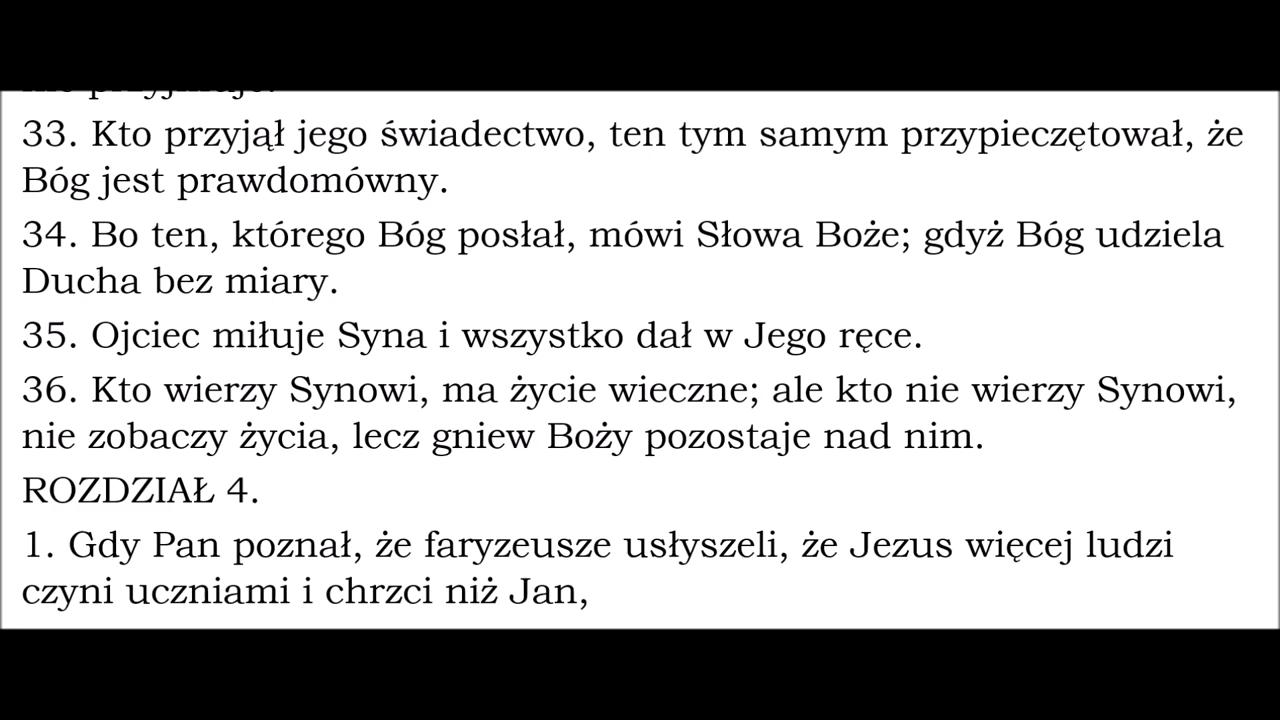 33. Kto przyjął jego świadectwo, ten tym samym przypieczętował, że
Bóg jest prawdomówny.
34. Bo ten, którego Bóg posłał, mówi Słowa Boże; gdyż Bóg udziela
Ducha bez miary.
35. Ojciec miłuje Syna i wszystko dał w Jego ręce.
36. Kto wierzy Synowi, ma życie wieczne; ale kto nie wierzy Synowi,
nie zobaczy życia, lecz gniew Boży pozostaje nad nim.
ROZDZIAŁ 4.
1. Gdy Pan poznał, że faryzeusze usłyszeli, że Jezus więcej ludzi
czyni uczniami i chrzci niż Jan,